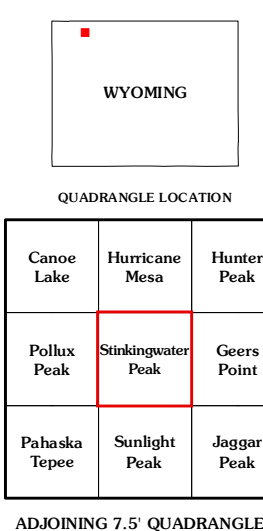 WYOMING
QUADRANGLE LOCATION
Canoe Lake
Hurricane Mesa
Hunter Peak
Pollux Peak
Stinkingwater Peak
Geers Point
Pahaska Tepee
Sunlight Peak
Jaggar Peak
ADJOINING 7.5' QUADRANGLE